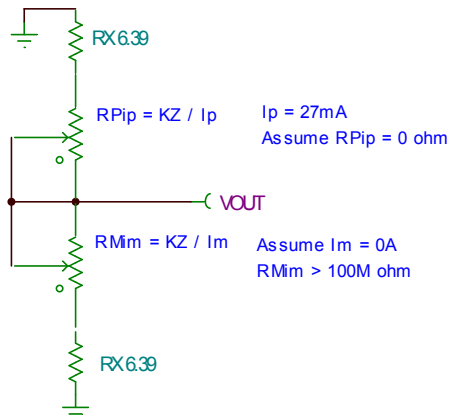 RX6.39
RPip = KZ / Ip
Ip = 27mA
Assume RPip = 0 ohm
VOUT
RMim = KZ / Im
Assume Im = 0A
RMim > 100M ohm
RX6.39